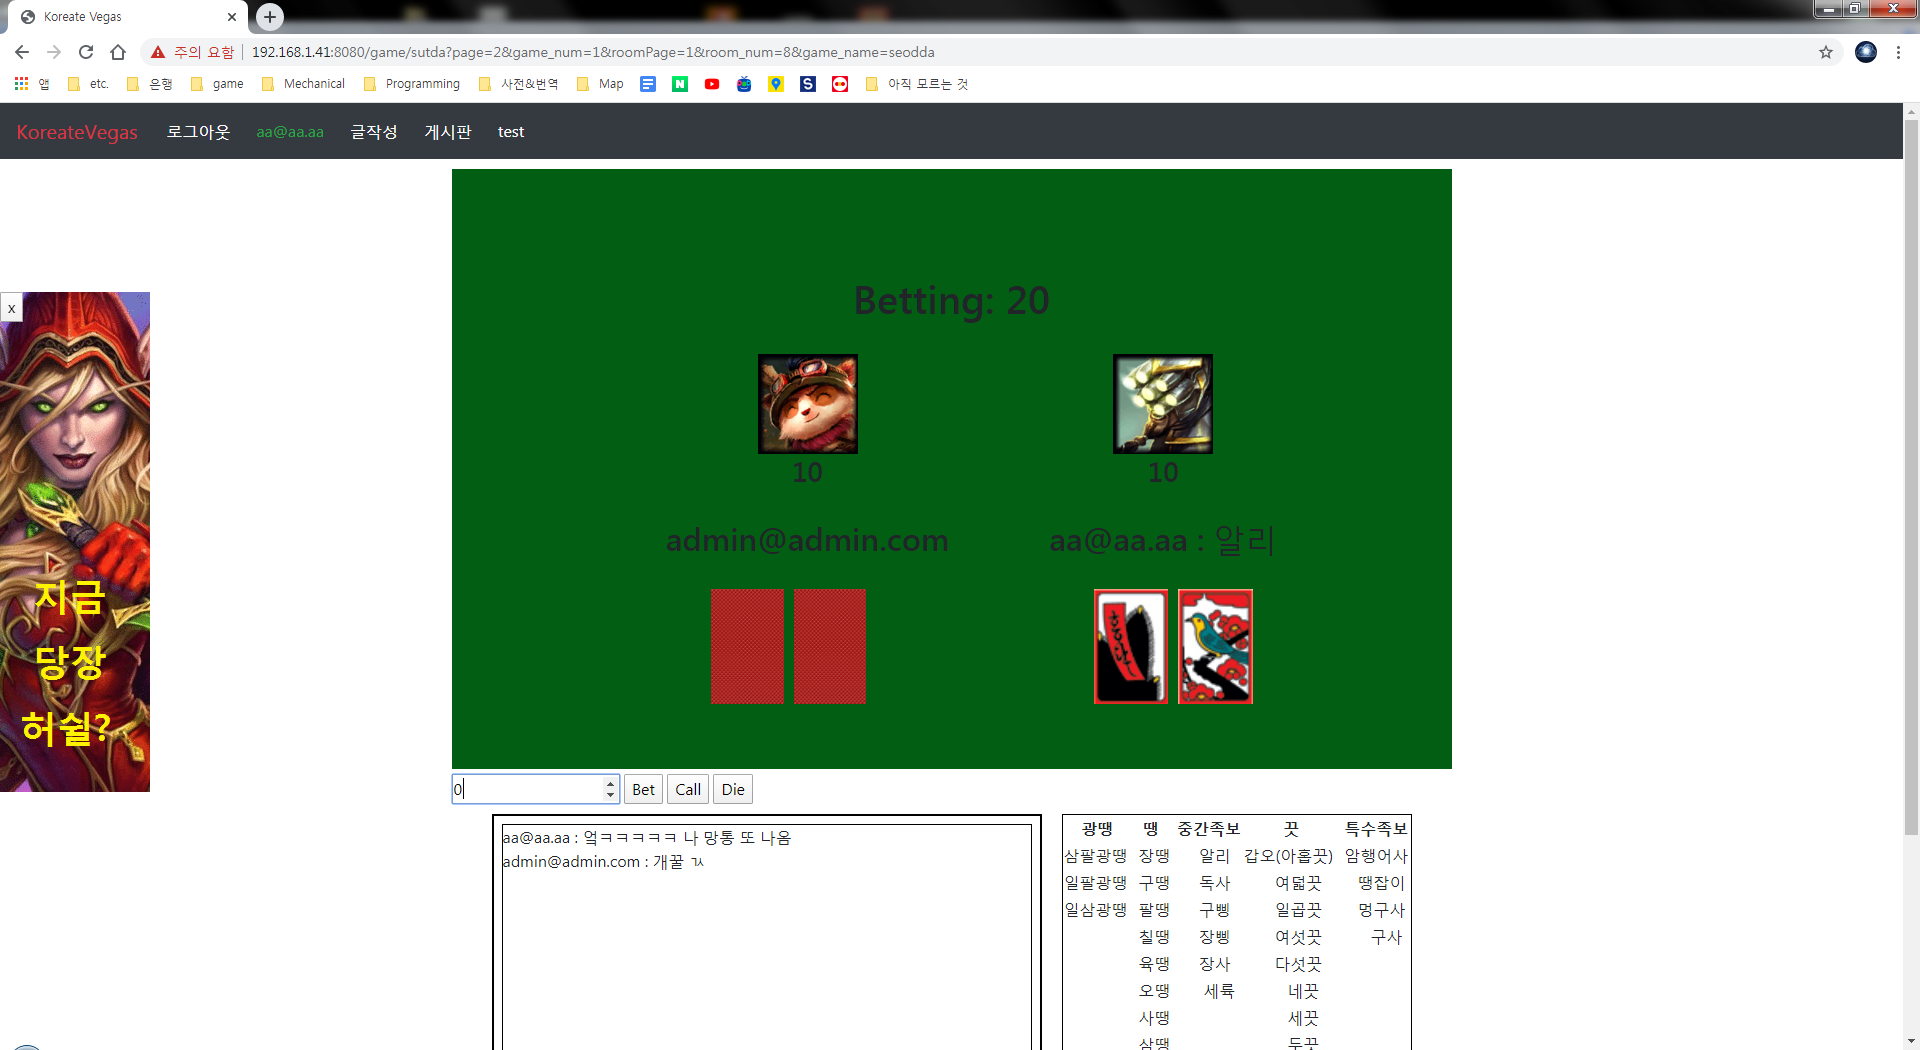 Koreate Vegas
주의 요함 192.168.1.41:8080/game/sutda?page=2&game_num=1&roomPage=1&room_num=8&game_name=seodda
앱 etc. 은행 game Mechanical Programming 사전&번역 Map 아직 모르는 것
KoreateVegas 로그아웃 aa@aa.aa 글작성 게시판 test
x
지금
당장
허쉴?
Betting: 20
10 10
admin@admin.com aa@aa.aa : 알리
0 Bet Call Die
aa@aa.aa : 엌ㅋㅋㅋㅋㅋ 나 망통 또 나옴
admin@admin.com : 개꿀 ㄳ
광땡 땡 중간족보 끗 특수족보
삼팔광땡 장땡 알리 갑오(아홉끗) 암행어사
일팔광땡 구땡 독사 여덟끗 땡잡이
일삼광땡 팔땡 구삥 일곱끗 멍구사
칠땡 장삥 여섯끗 구사
육땡 장사 다섯끗
오땡 세륙 네끗
사땡 세끗
삼땡 두끗